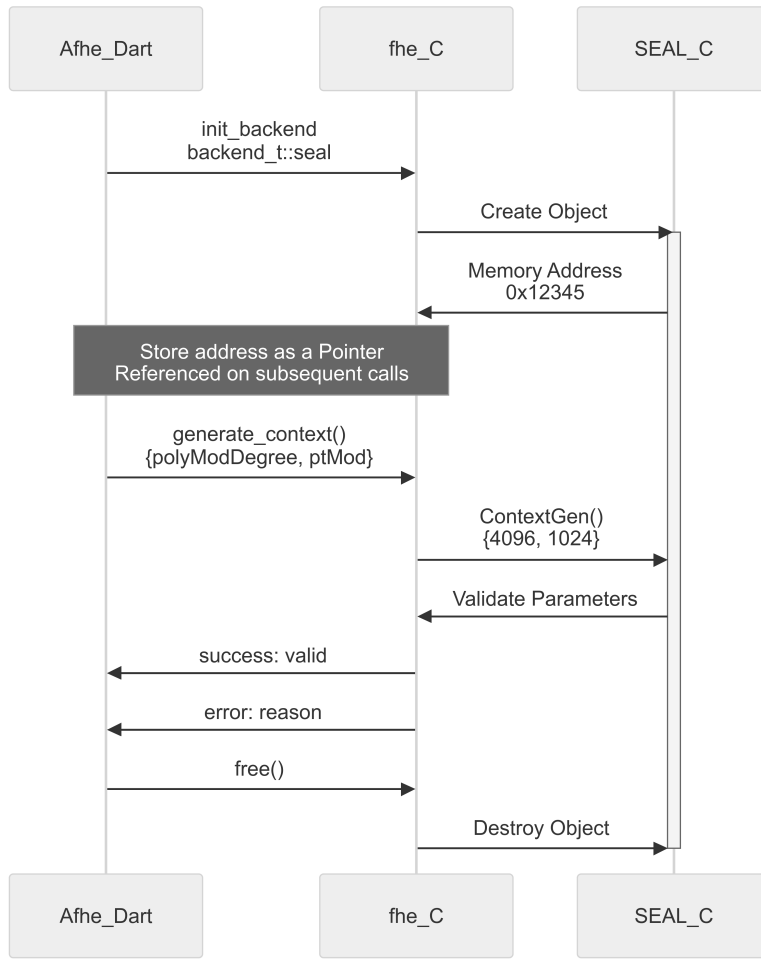 Afhe_Dart
fhe_C
SEAL_C
init_backend
backend_t::seal
Create Object
Memory Address
0x12345
Store address as a Pointer
Referenced on subsequent calls
generate_context()
{polyModDegree, ptMod}
ContextGen()
{4096, 1024}
Validate Parameters
success: valid
error: reason
free()
Destroy Object
Afhe_Dart
fhe_C
SEAL_C